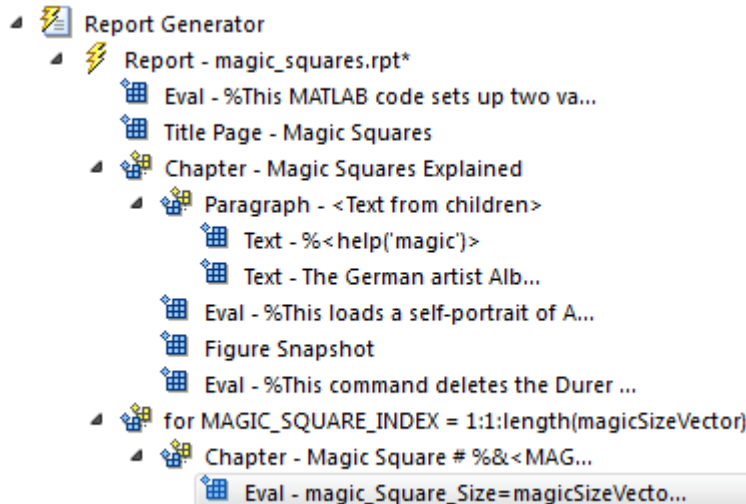 Report Generator
Report - magic_squares.rpt*
Eval - %This MATLAB code sets up two va...
Title Page - Magic Squares
Chapter - Magic Squares Explained
Paragraph - <Text from children>
Text - %<help('magic')>
Text - The German artist Alb...
Eval - %This loads a self-portrait of A...
Figure Snapshot
Eval - %This command deletes the Durer ...
for MAGIC_SQUARE_INDEX = 1:1:length(magicSizeVector)
Chapter - Magic Square # %&<MAG...
Eval - magic_Square_Size=magicSizeVecto...